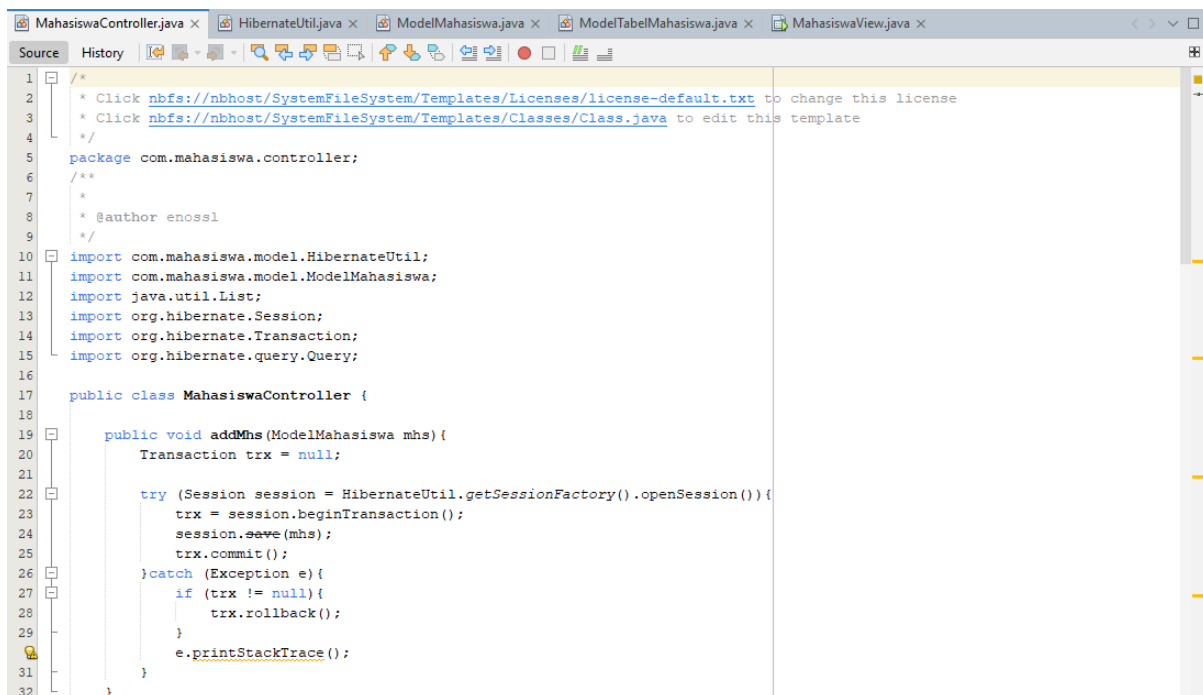 MahasiswaController.java × HibernateUtil.java × ModelMahasiswa.java × ModelTabelMahasiswa.java × MahasiswaView.java ×
Source History
1 /*
2 * Click nbfs://nbhost/SystemFileSystem/Templates/Licenses/license-default.txt to change this license
3 * Click nbfs://nbhost/SystemFileSystem/Templates/Classes/Class.java to edit this template
4 */
5 package com.mahasiswa.controller;
6 /**
7 *
8 * @author enossl
9 */
10 import com.mahasiswa.model.HibernateUtil;
11 import com.mahasiswa.model.ModelMahasiswa;
12 import java.util.List;
13 import org.hibernate.Session;
14 import org.hibernate.Transaction;
15 import org.hibernate.query.Query;
16
17 public class MahasiswaController {
18
19 public void addMhs(ModelMahasiswa mhs){
20 Transaction trx = null;
21
22 try (Session session = HibernateUtil.getSessionFactory().openSession()){
23 trx = session.beginTransaction();
24 session.save(mhs);
25 trx.commit();
26 }catch (Exception e){
27 if (trx != null){
28 trx.rollback();
29 }
e.printStackTrace();
31 }
32 }